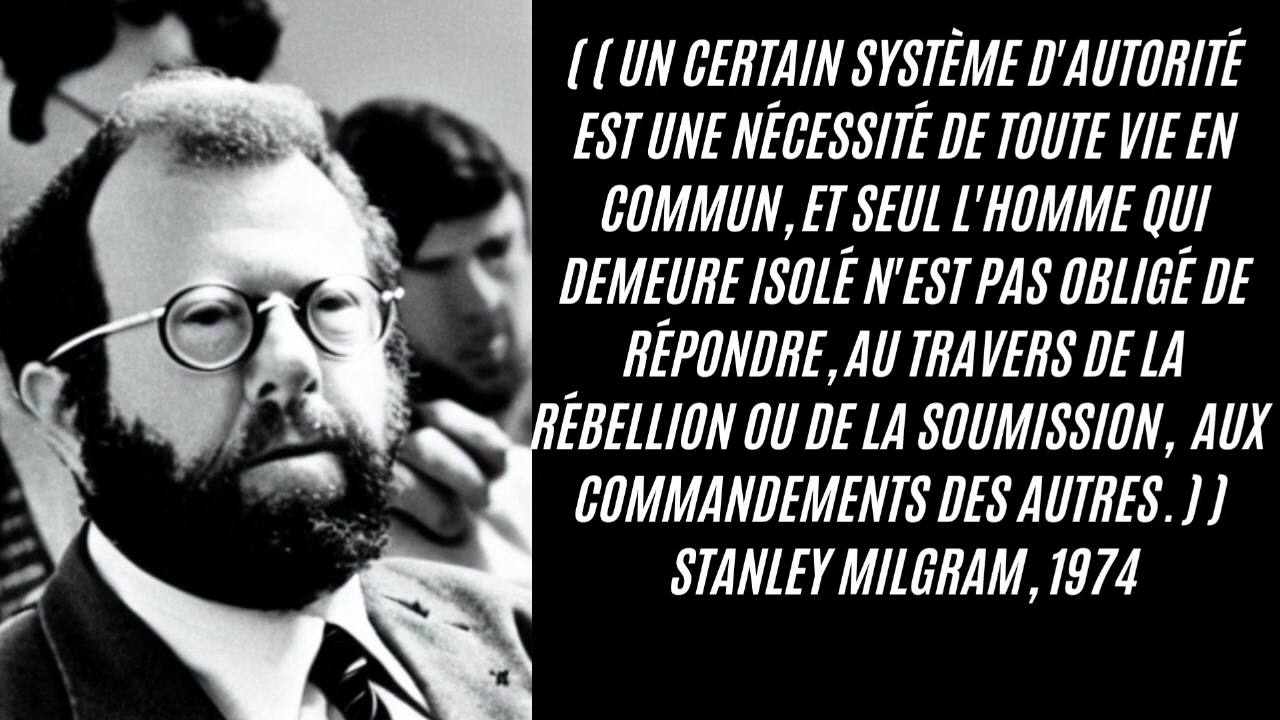 ( ( UN CERTAIN SYSTÈME D'AUTORITÉ
EST UNE NÉCESSITÉ DE TOUTE VIE EN
COMMUN , ET SEUL L'HOMME QUI
DEMEURE ISOLÉ N'EST PAS OBLIGÉ DE
RÉPONDRE , AU TRAVERS DE LA
RÉBELLION OU DE LA SOUMISSION , AUX
COMMANDEMENTS DES AUTRES . ) )
STANLEY MILGRAM , 1974